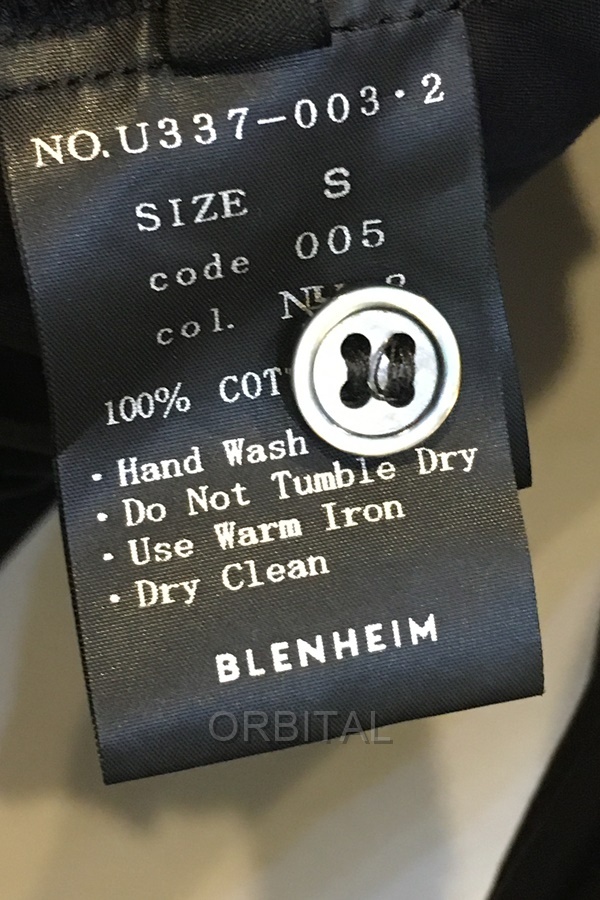 NO.U337-003・2
SIZE S
code 005
col.
100%
・Hand Wash
・Do Not Tumble Dry
・Use Warm Iron
・Dry Clean
BLENHEIM
ORBITAL